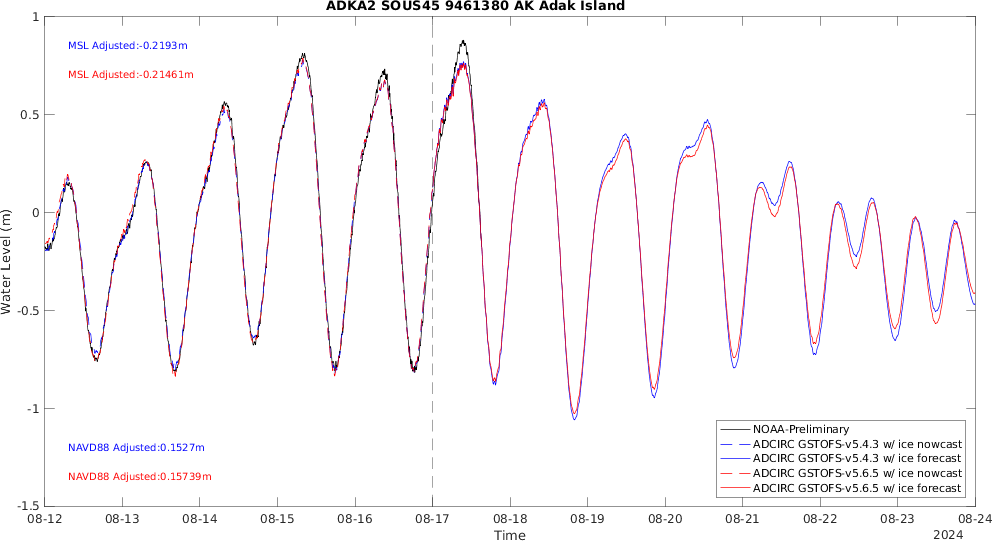 ADKA2 SOUS45 9461380 AK Adak Island
1
0.5
0
-0.5
-1
-1.5
Water Level (m)
MSL Adjusted:-0.2193m
MSL Adjusted:-0.21461m
NAVD88 Adjusted:0.1527m
NAVD88 Adjusted:0.15739m
NOAA-Preliminary
ADCIRC GSTOFS-v5.4.3 w/ ice nowcast
ADCIRC GSTOFS-v5.4.3 w/ ice forecast
ADCIRC GSTOFS-v5.6.5 w/ ice nowcast
ADCIRC GSTOFS-v5.6.5 w/ ice forecast
08-12 08-13 08-14 08-15 08-16 08-17 08-18 08-19 08-20 08-21 08-22 08-23 08-24
Time
2024